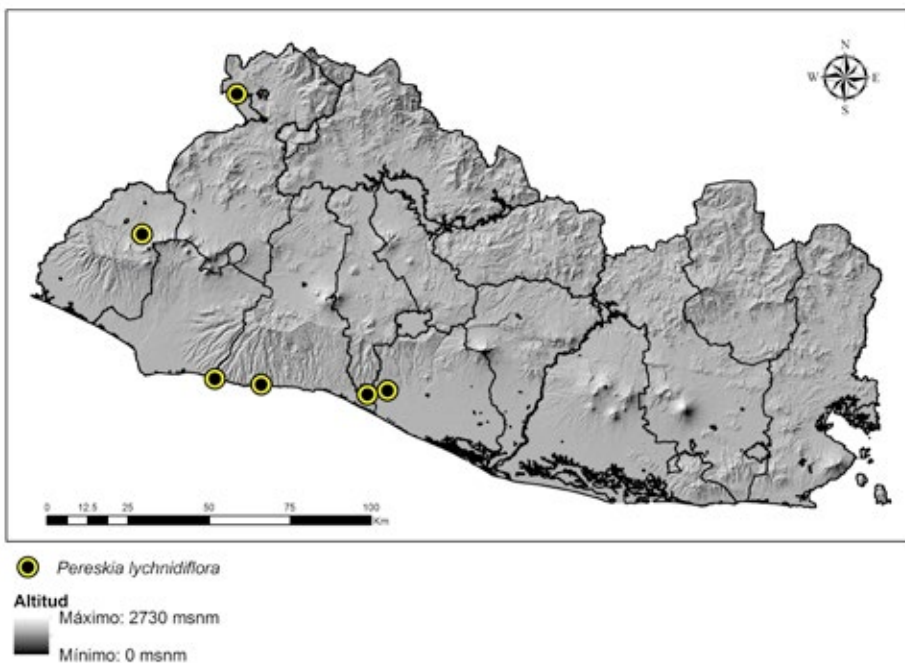 N
W E
S
0 12.5 25 50 75 100
Km
Pereskia lychnidiflora
Altitud
Máximo: 2730 msnm
Mínimo: 0 msnm